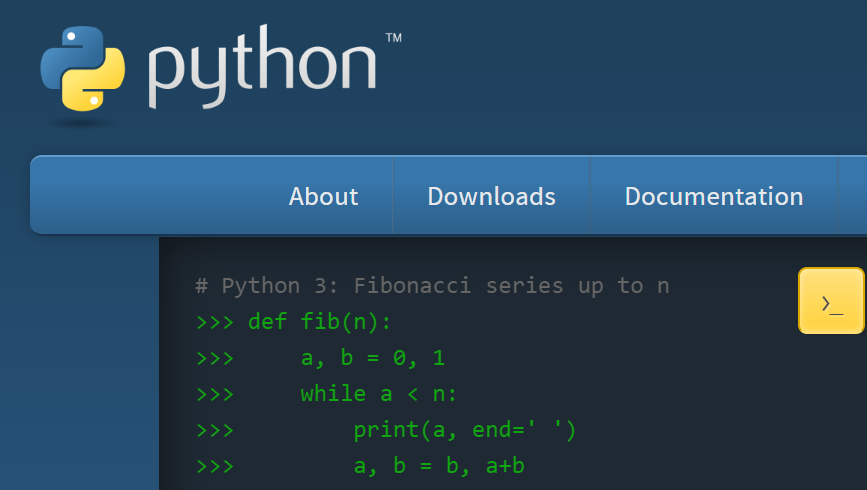 python™
About Downloads Documentation
# Python 3: Fibonacci series up to n
>>> def fib(n):
>>>     a, b = 0, 1
>>>     while a < n:
>>>         print(a, end=' ')
>>>         a, b = b, a+b
>_